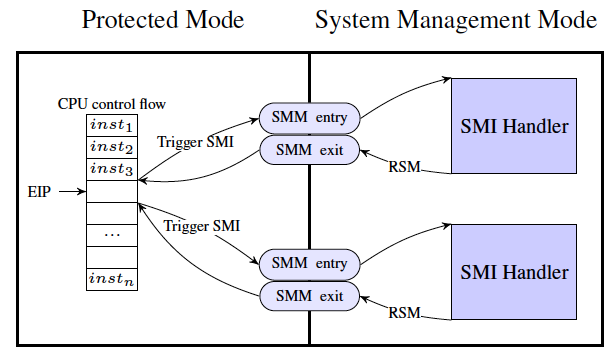 Protected Mode
System Management Mode
CPU control flow
inst1
inst2
inst3
...
instn
EIP
Trigger SMI
SMM entry
SMM exit
RSM
SMI Handler
Trigger SMI
SMM entry
SMM exit
RSM
SMI Handler